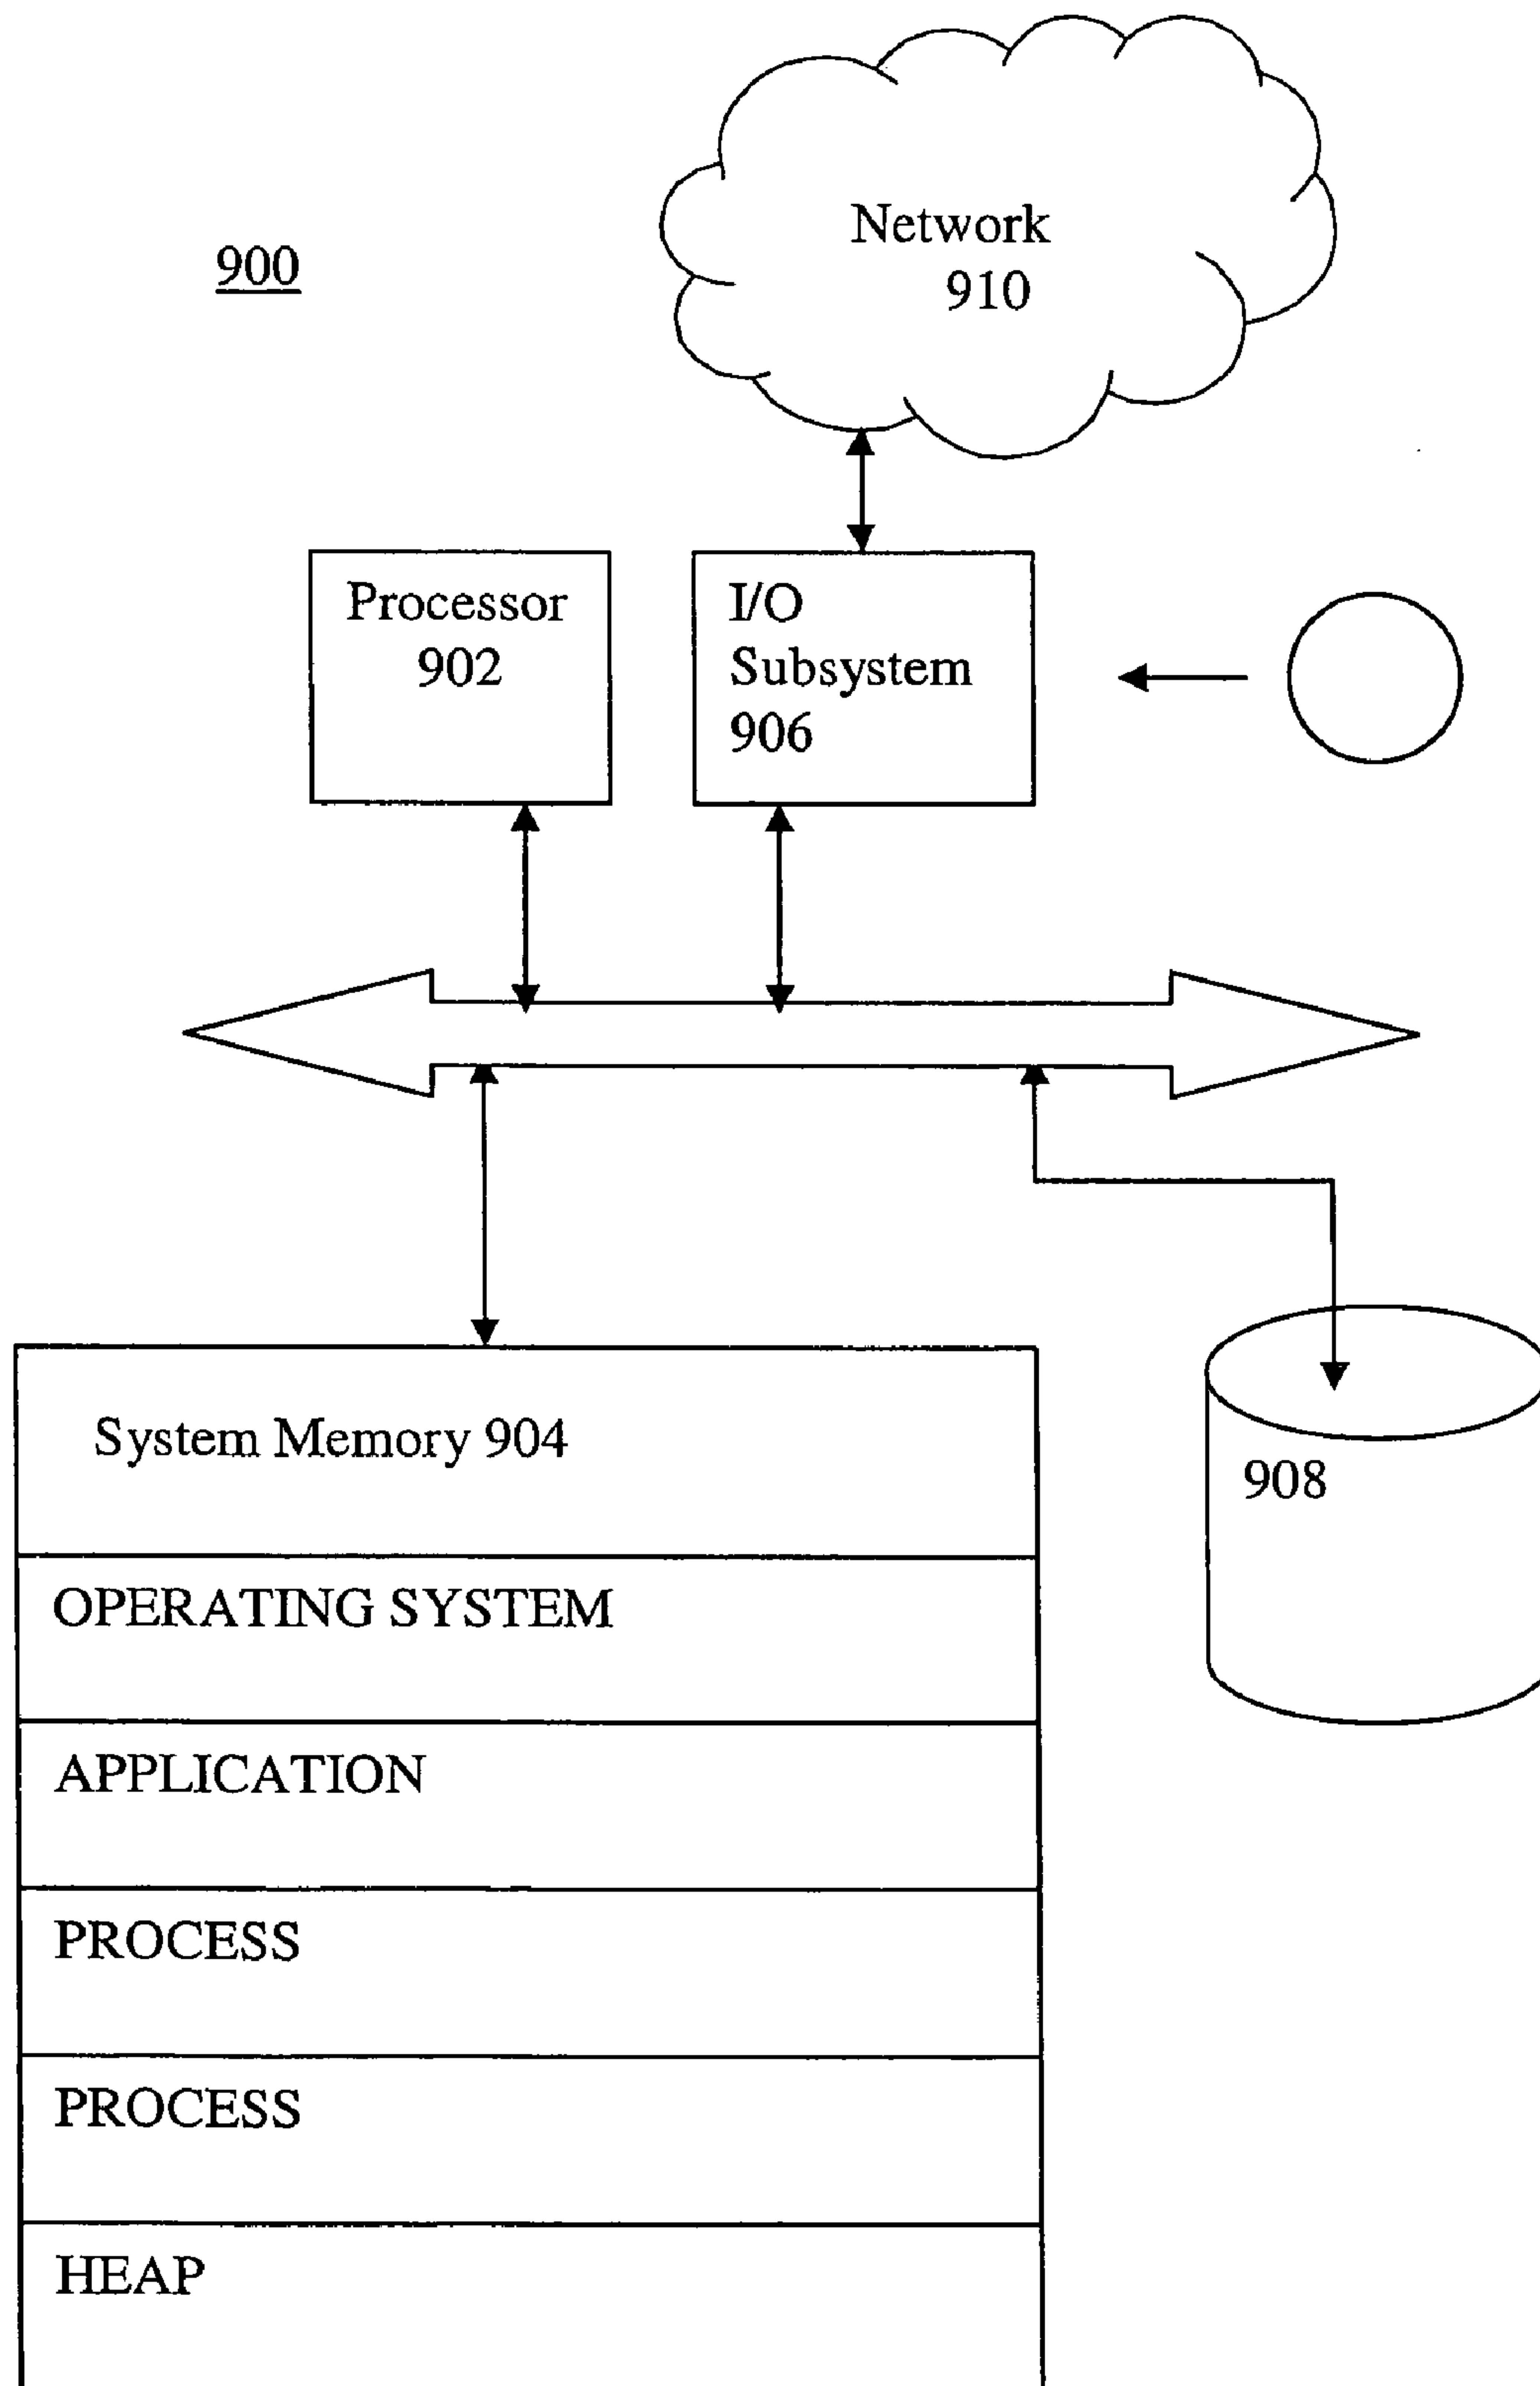 Network
910
900
Processor
902
I/O
Subsystem
906
System Memory 904
908
OPERATING SYSTEM
APPLICATION
PROCESS
PROCESS
HEAP